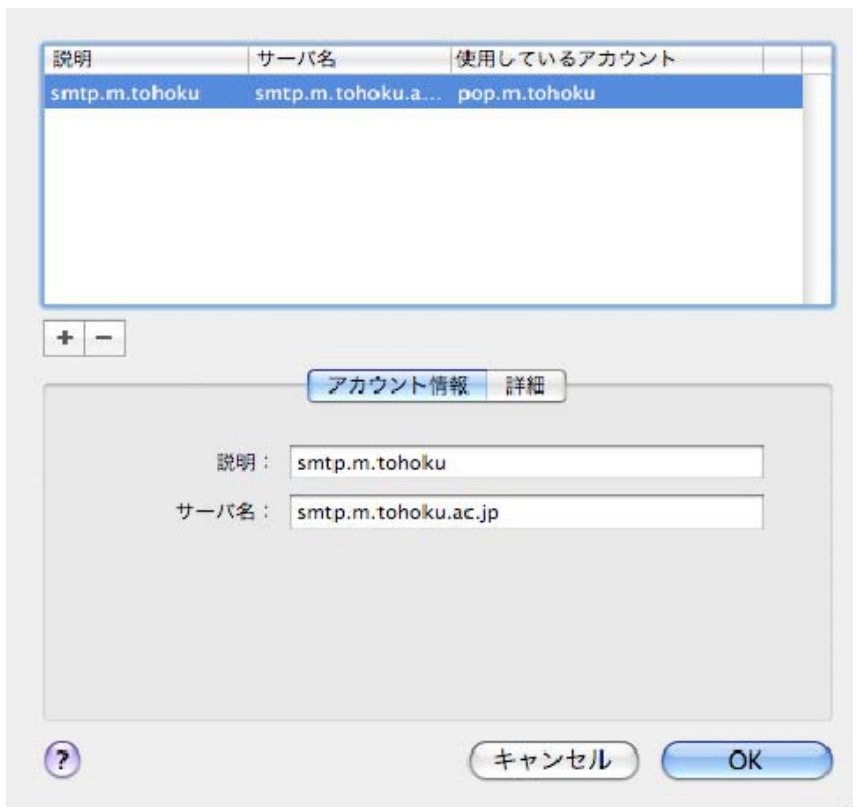 説明 サーバ名 使用しているアカウント
smtp.m.tohoku smtp.m.tohoku.a... pop.m.tohoku
+ −
アカウント情報 詳細
説明： smtp.m.tohoku
サーバ名： smtp.m.tohoku.ac.jp
? キャンセル OK